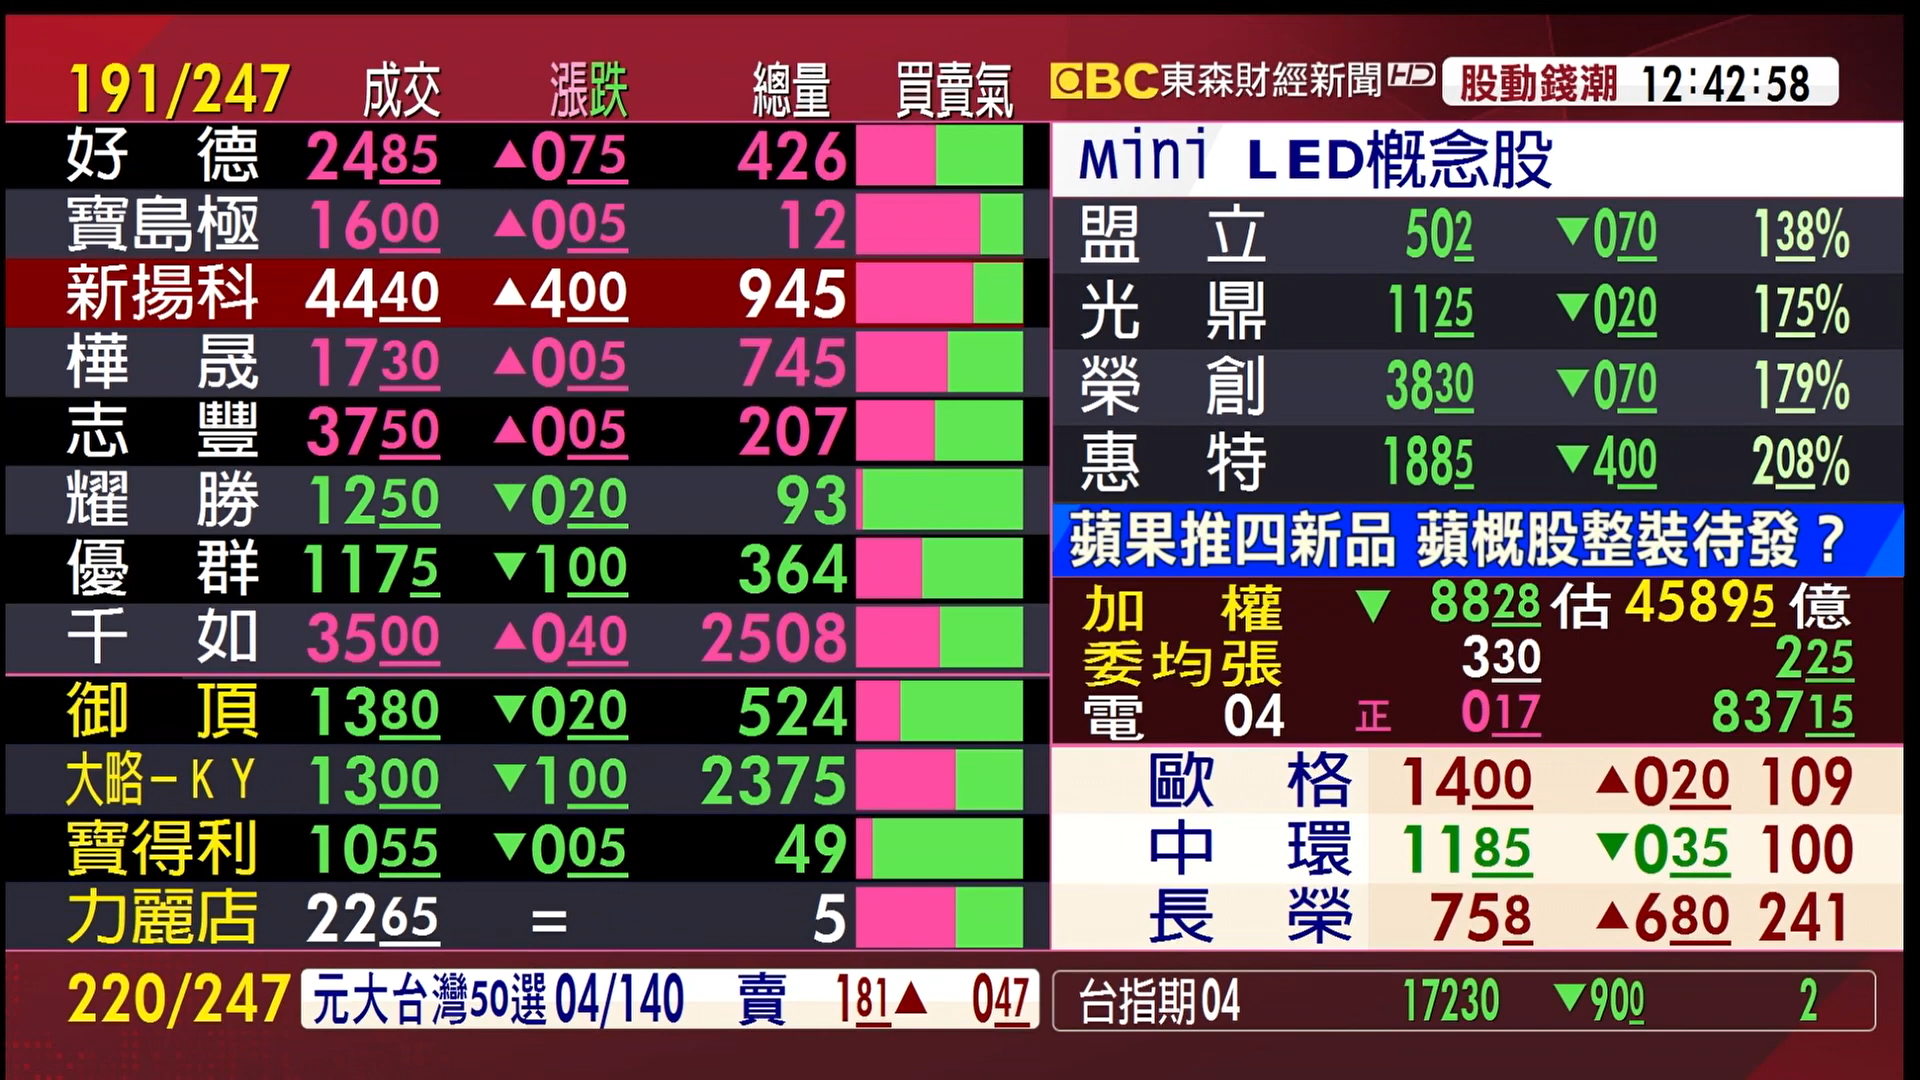 191/247 成交 漲跌 總量 買賣氣
好德 2485 ▲075 426
寶島極 1600 ▲005 12
新揚科 4440 ▲400 945
樺晟 1730 ▲005 745
志豐 3750 ▲005 207
耀勝 1250 ▼020 93
優群 1175 ▼100 364
千如 3500 ▲040 2508
御頂 1380 ▼020 524
大略－KY 1300 ▼100 2375
寶得利 1055 ▼005 49
力麗店 2265 = 5
220/247 元大台灣50選04/140 賣 181▲ 047
EBC東森財經新聞HD 股動錢潮 12:42:58
Mini LED概念股
盟立 502 ▼070 138%
光鼎 1125 ▼020 175%
榮創 3830 ▼070 179%
惠特 1885 ▼400 208%
蘋果推四新品 蘋概股整裝待發？
加權 ▼ 8828 估 458955 億
委均張 330 225
電04 正 017 83715
歐格 1400 ▲020 109
中環 1185 ▼035 100
長榮 758 ▲680 241
台指期04 17230 ▼900 2